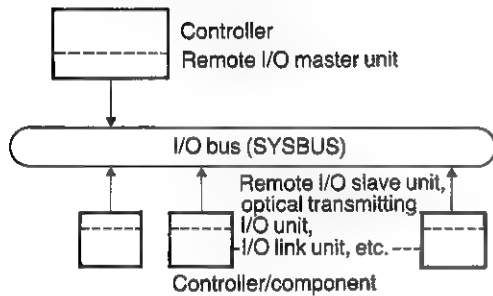 Controller
Remote I/O master unit
I/O bus (SYSBUS)
Remote I/O slave unit,
optical transmitting
I/O unit,
I/O link unit, etc.
Controller/component